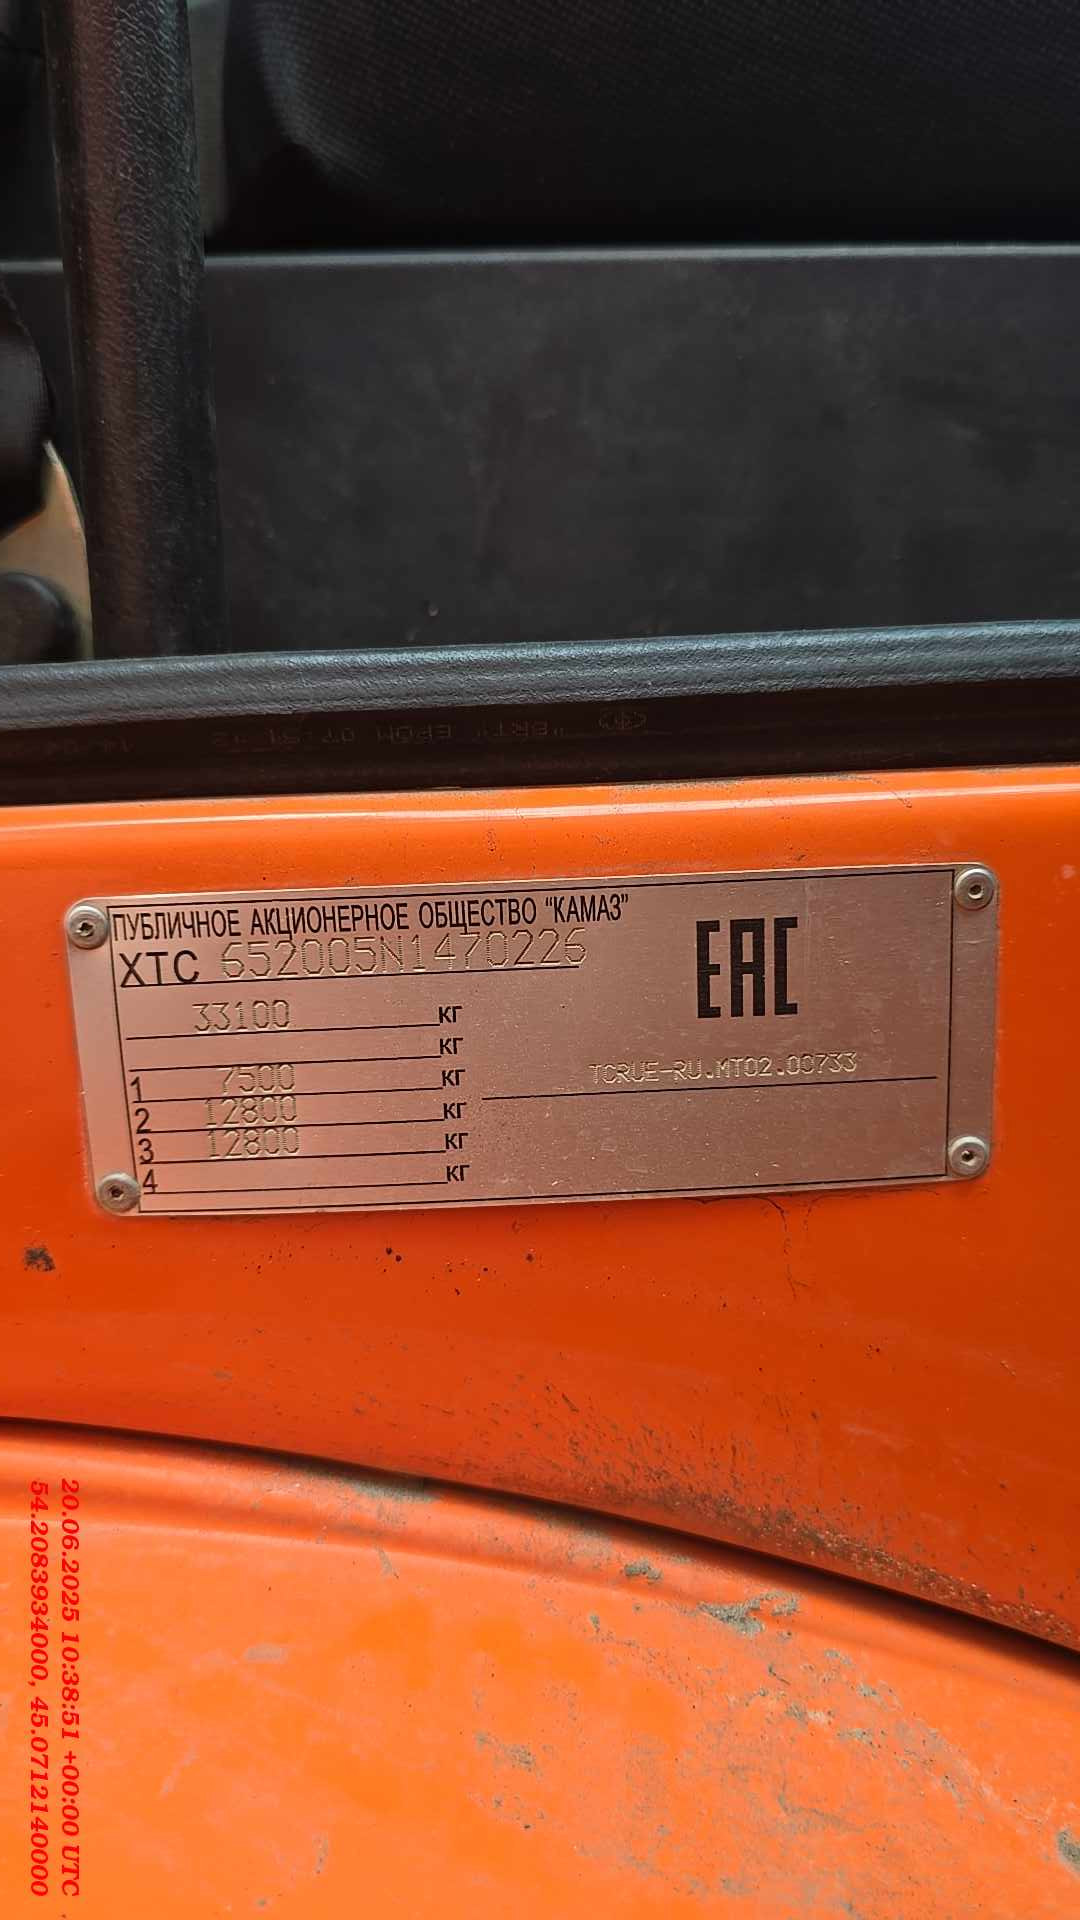 ПУБЛИЧНОЕ АКЦИОНЕРНОЕ ОБЩЕСТВО "КАМАЗ"
XTC 652005N1470226
EAC
33100 КГ
КГ
1 7500 КГ
2 12800 КГ
3 12800 КГ
4 КГ
TCRUE-RU.MT02.00733
20.06.2025 10:38:51 +00:00 UTC
54.2083934000, 45.0712140000